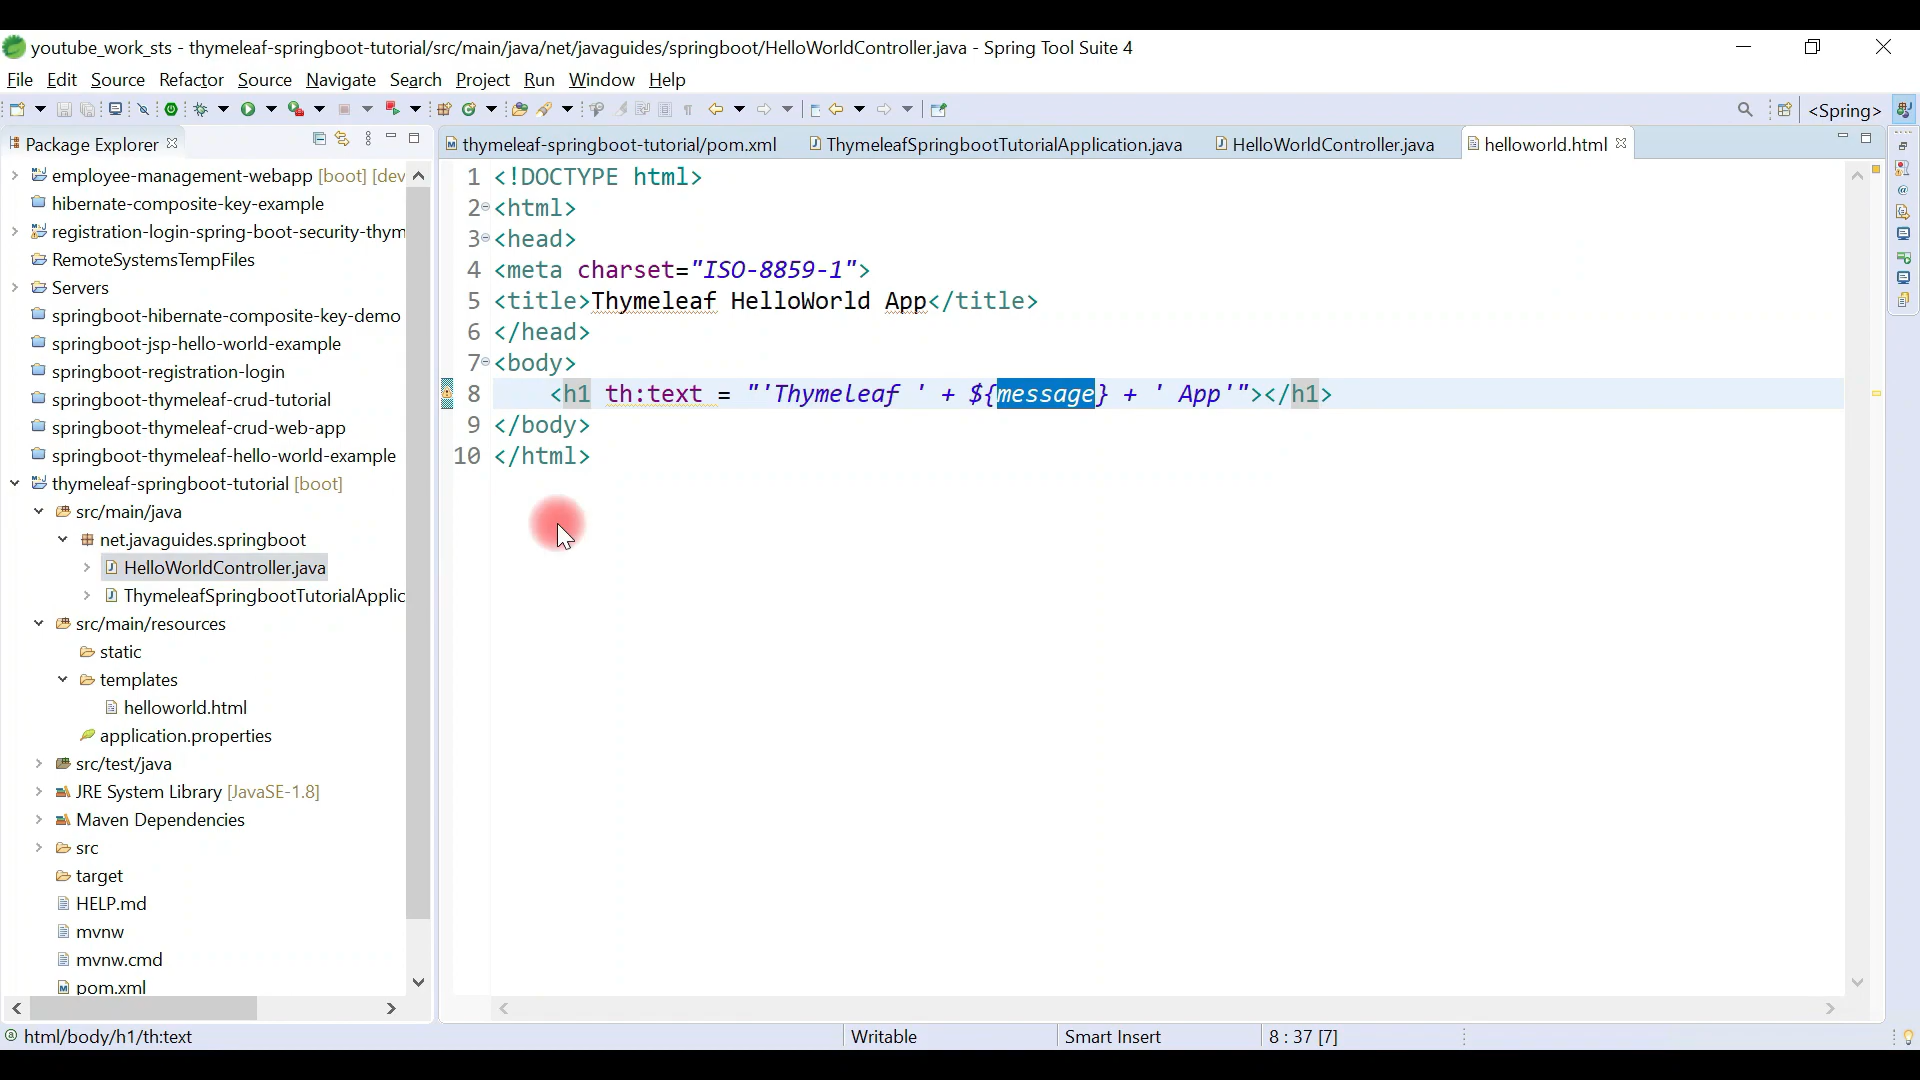 youtube_work_sts - thymeleaf-springboot-tutorial/src/main/java/net/javaguides/springboot/HelloWorldController.java - Spring Tool Suite 4
File Edit Source Refactor Source Navigate Search Project Run Window Help
<Spring>
Package Explorer
employee-management-webapp [boot] [dev
hibernate-composite-key-example
registration-login-spring-boot-security-thym
RemoteSystemsTempFiles
Servers
springboot-hibernate-composite-key-demo
springboot-jsp-hello-world-example
springboot-registration-login
springboot-thymeleaf-crud-tutorial
springboot-thymeleaf-crud-web-app
springboot-thymeleaf-hello-world-example
thymeleaf-springboot-tutorial [boot]
src/main/java
net.javaguides.springboot
HelloWorldController.java
ThymeleafSpringbootTutorialApplic
src/main/resources
static
templates
helloworld.html
application.properties
src/test/java
JRE System Library [JavaSE-1.8]
Maven Dependencies
src
target
HELP.md
mvnw
mvnw.cmd
pom.xml
thymeleaf-springboot-tutorial/pom.xml ThymeleafSpringbootTutorialApplication.java HelloWorldController.java helloworld.html
1 <!DOCTYPE html>
2 <html>
3 <head>
4 <meta charset="ISO-8859-1">
5 <title>Thymeleaf HelloWorld App</title>
6 </head>
7 <body>
8 <h1 th:text = "'Thymeleaf ' + ${message} + ' App'"></h1>
9 </body>
10 </html>
html/body/h1/th:text Writable Smart Insert 8 : 37 [7]